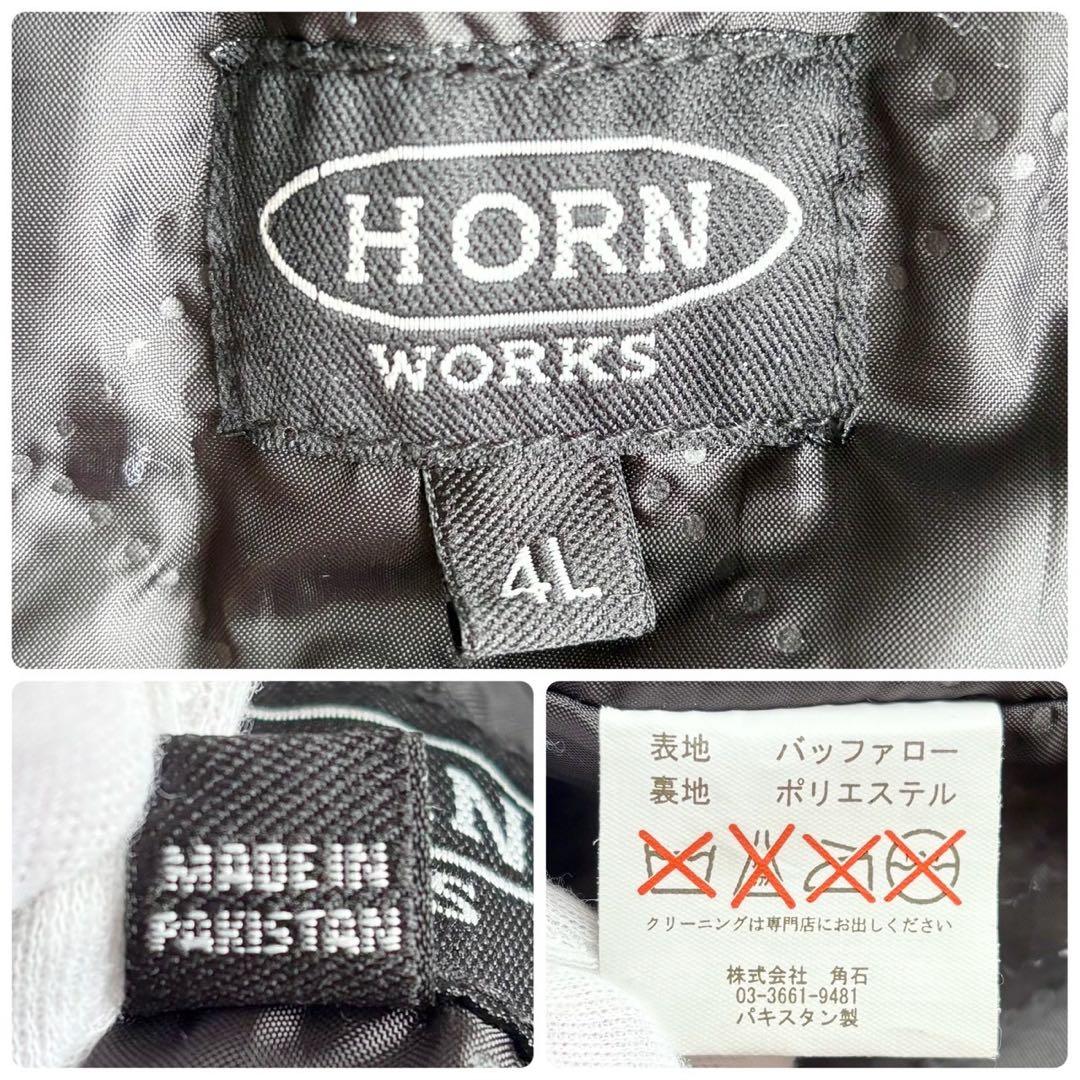 HORN
WORKS
4L
N
S
MADE IN
PAKISTAN
表地 バッファロー
裏地 ポリエステル
クリーニングは専門店にお出しください
株式会社 角石
03-3661-9481
パキスタン製